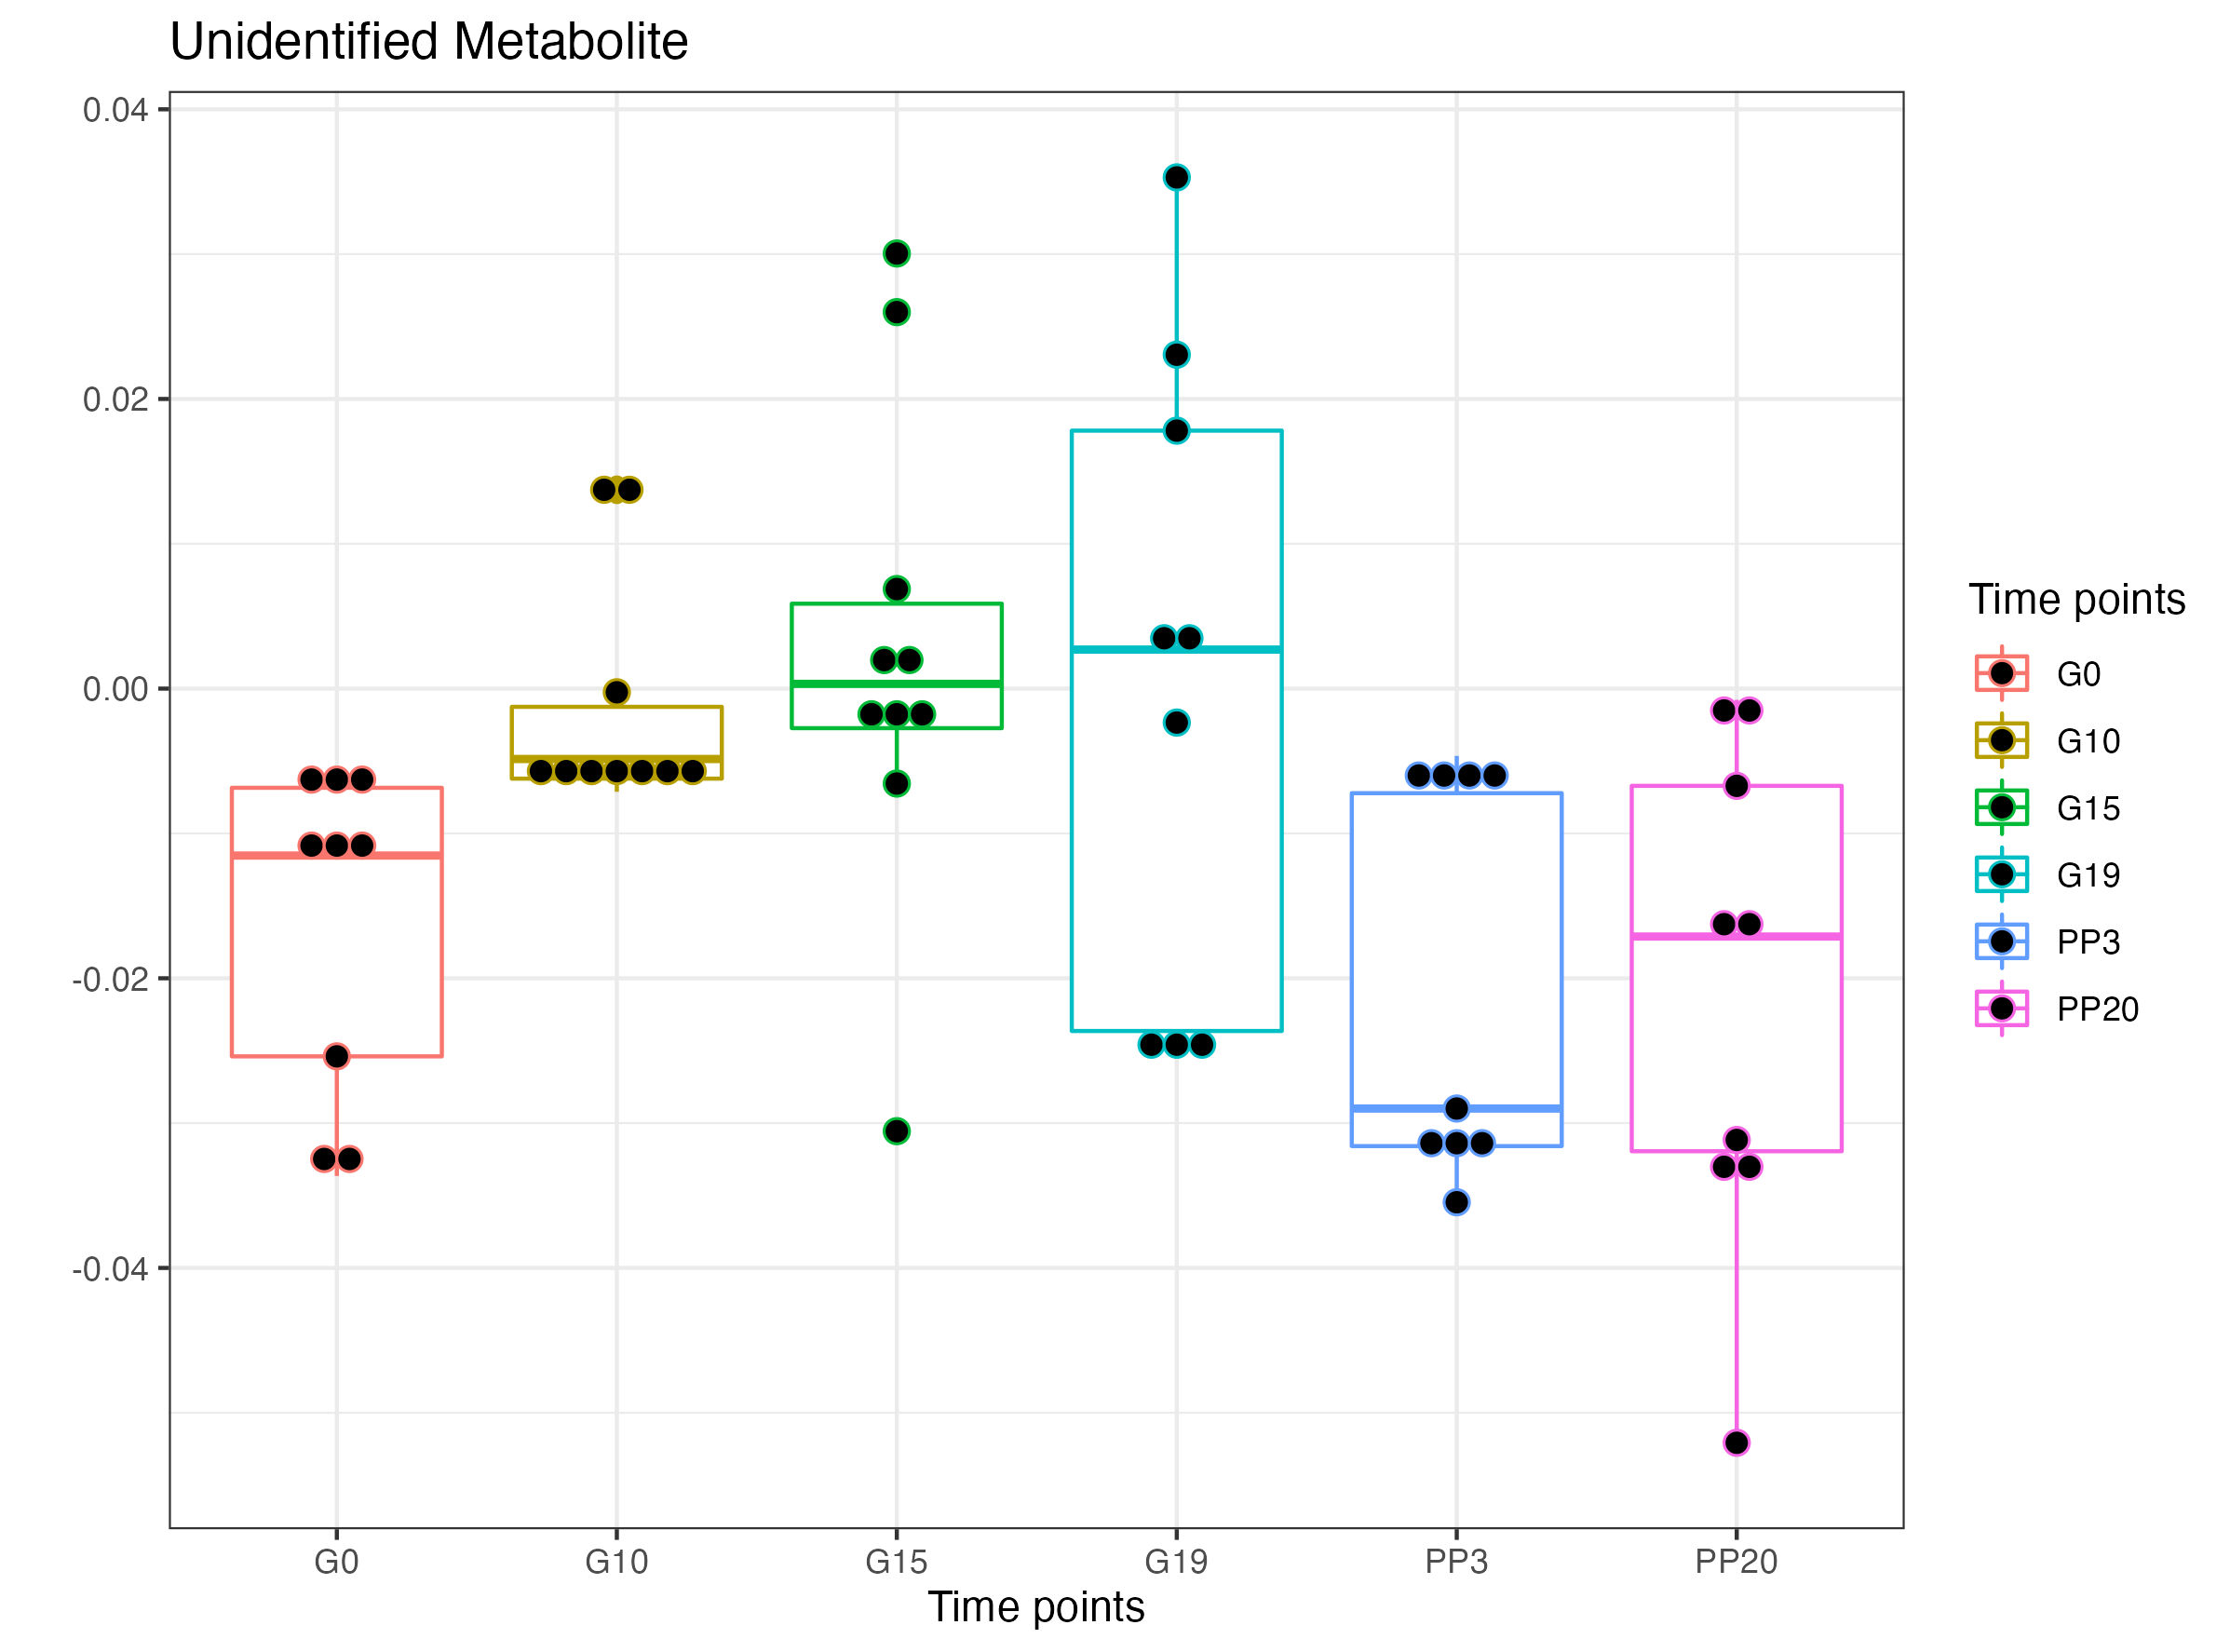 Unidentified Metabolite
0.04
0.02
0.00
-0.02
-0.04
G0 G10 G15 G19 PP3 PP20
Time points
Time points
G0
G10
G15
G19
PP3
PP20